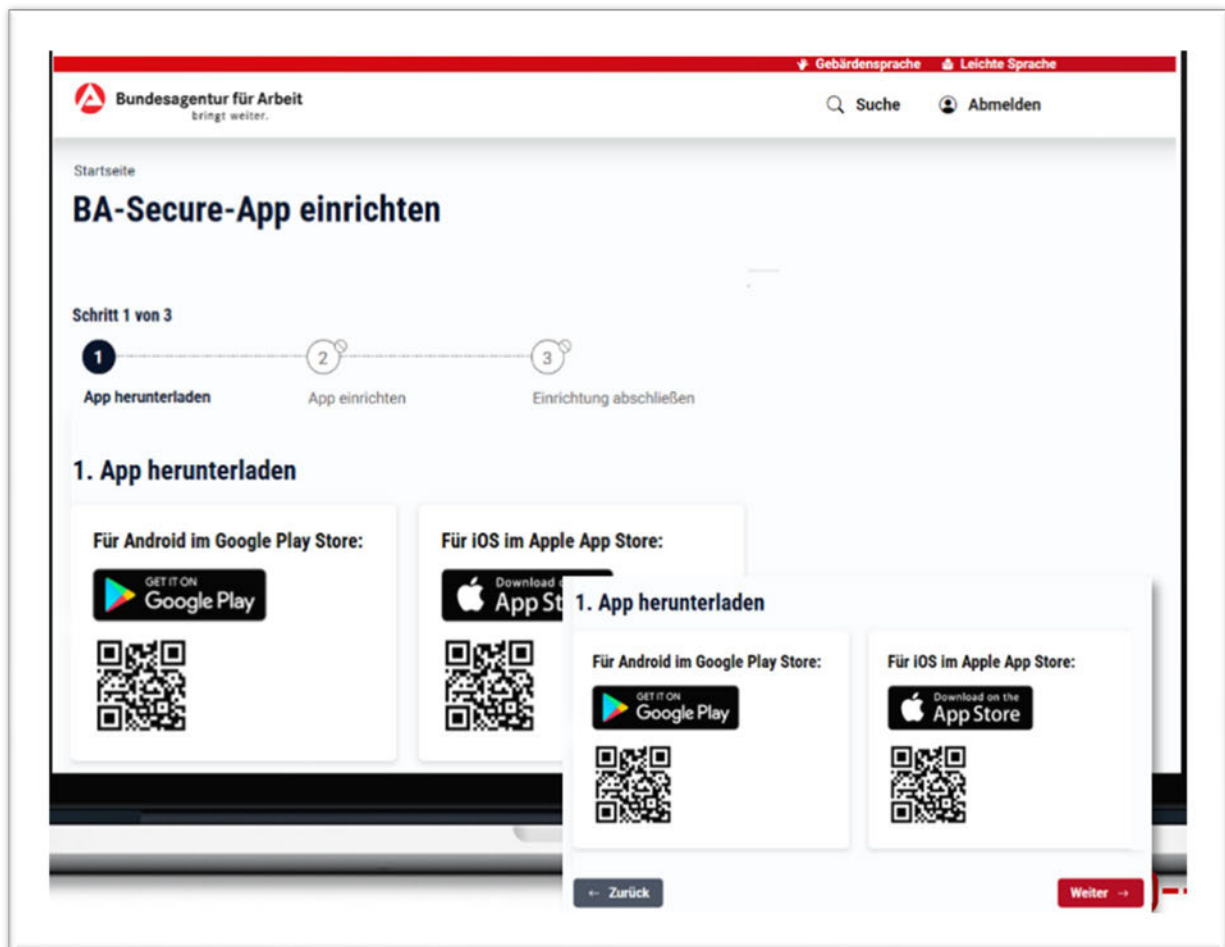 Gebärdensprache Leichte Sprache
Bundesagentur für Arbeit
bringt weiter.
Suche Abmelden
Startseite
BA-Secure-App einrichten
Schritt 1 von 3
1 2 3
App herunterladen App einrichten Einrichtung abschließen
1. App herunterladen
Für Android im Google Play Store: Für iOS im Apple App Store:
GET IT ON
Google Play
Download
App St
1. App herunterladen
Für Android im Google Play Store: Für iOS im Apple App Store:
GET IT ON
Google Play
Download on the
App Store
← Zurück Weiter →